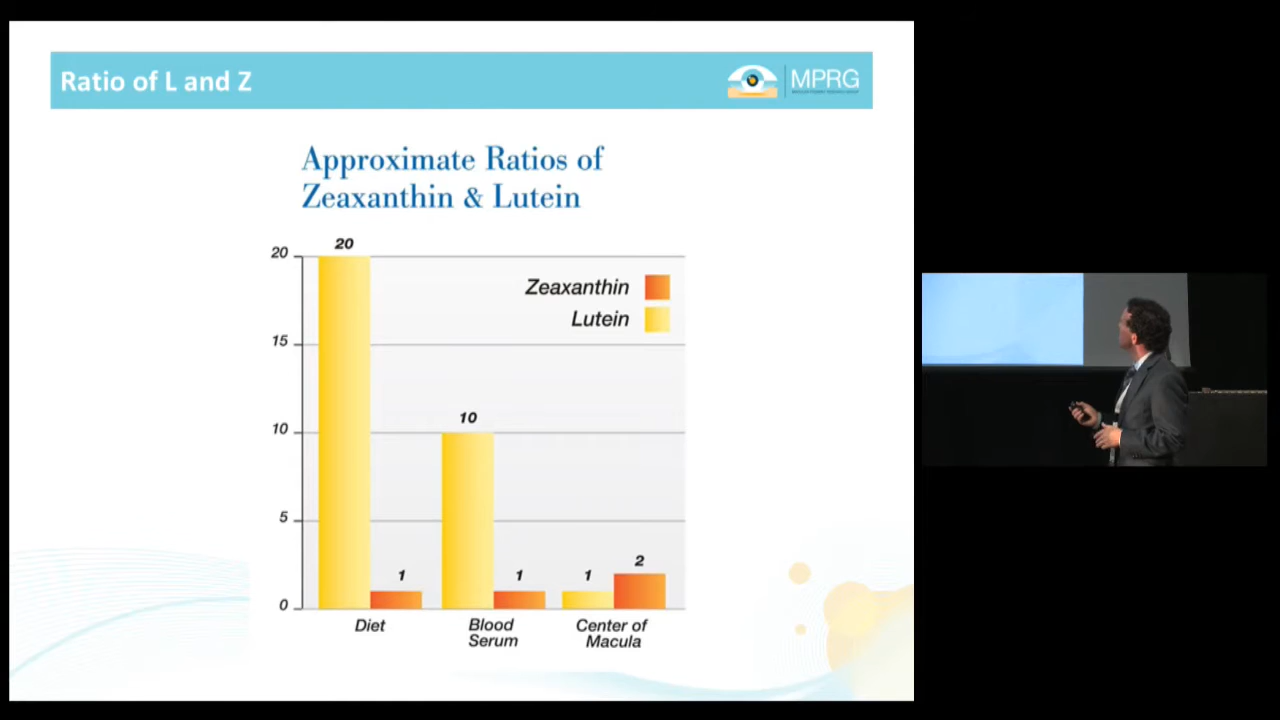 Ratio of L and Z
MPRG
Approximate Ratios of
Zeaxanthin & Lutein
20
15
10
5
0
20
1
10
1
1
2
Zeaxanthin
Lutein
Diet
Blood
Serum
Center of
Macula